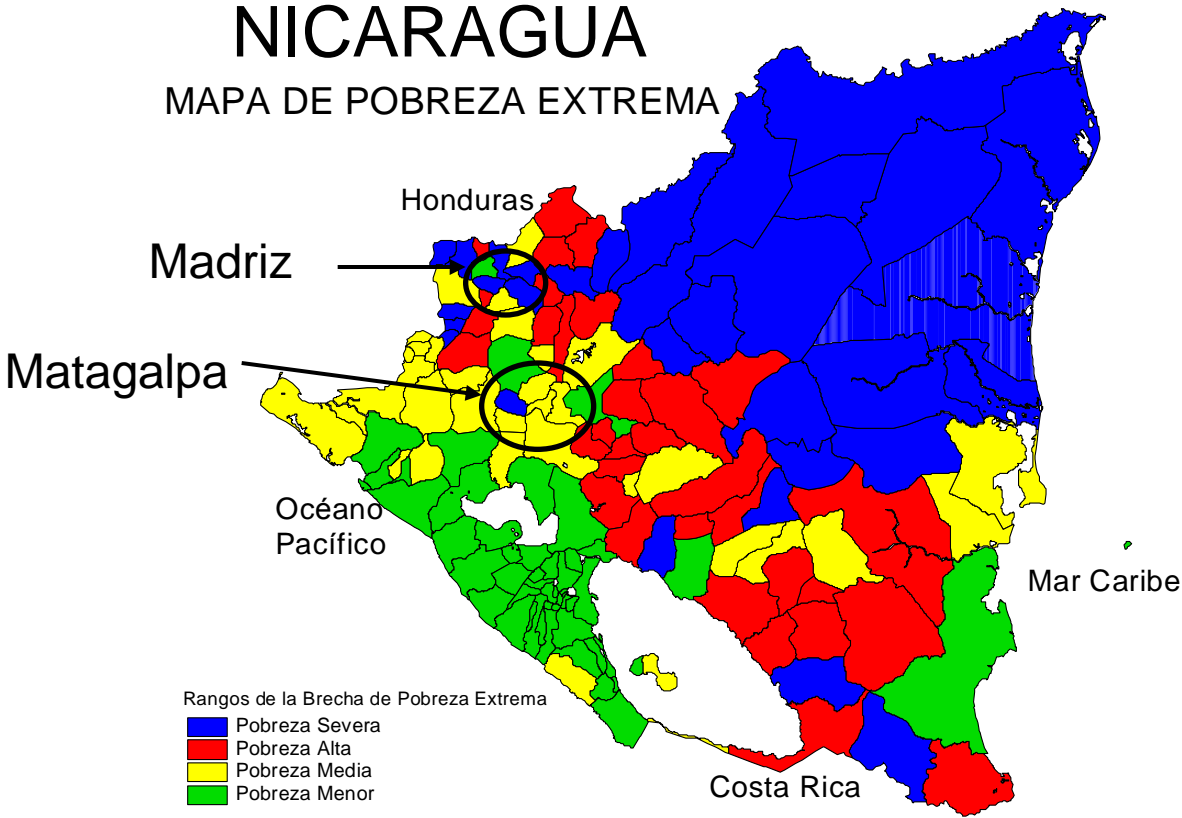 NICARAGUA
MAPA DE POBREZA EXTREMA
Honduras
Madriz
Matagalpa
Océano
Pacífico
Mar Caribe
Rangos de la Brecha de Pobreza Extrema
Pobreza Severa
Pobreza Alta
Pobreza Media
Pobreza Menor
Costa Rica